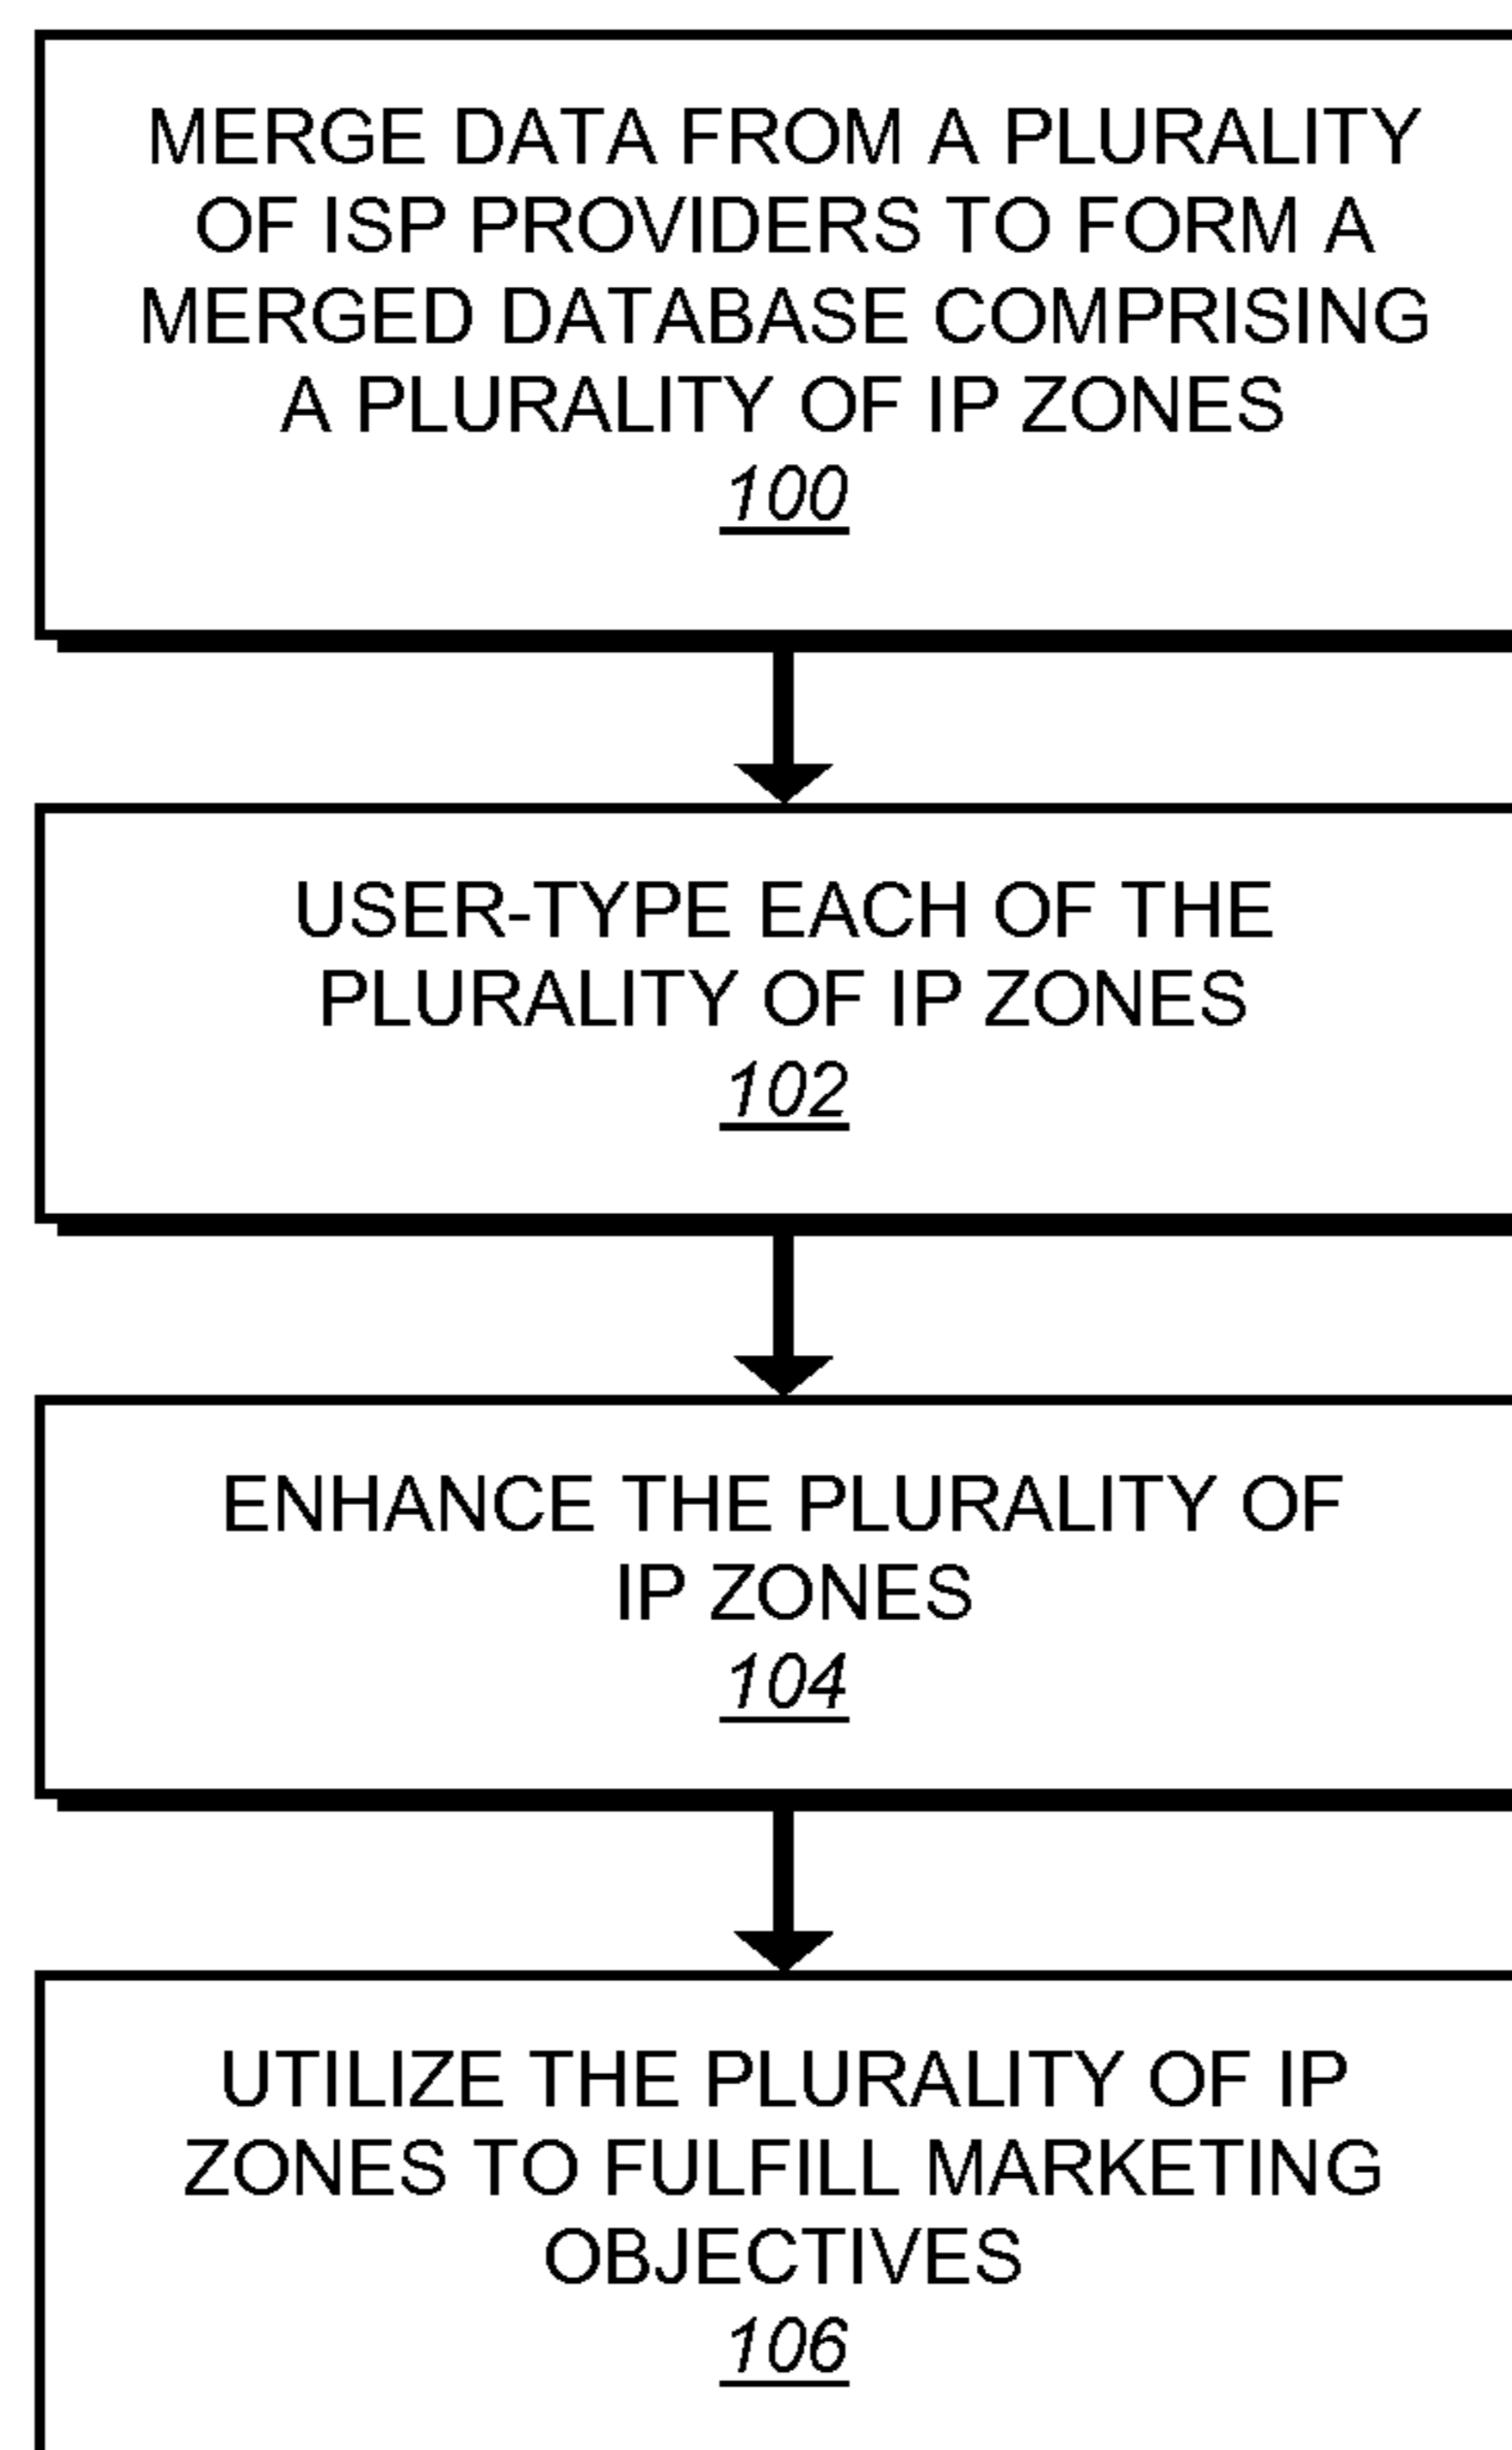 MERGE DATA FROM A PLURALITY
OF ISP PROVIDERS TO FORM A
MERGED DATABASE COMPRISING
A PLURALITY OF IP ZONES
100
USER-TYPE EACH OF THE
PLURALITY OF IP ZONES
102
ENHANCE THE PLURALITY OF
IP ZONES
104
UTILIZE THE PLURALITY OF IP
ZONES TO FULFILL MARKETING
OBJECTIVES
106